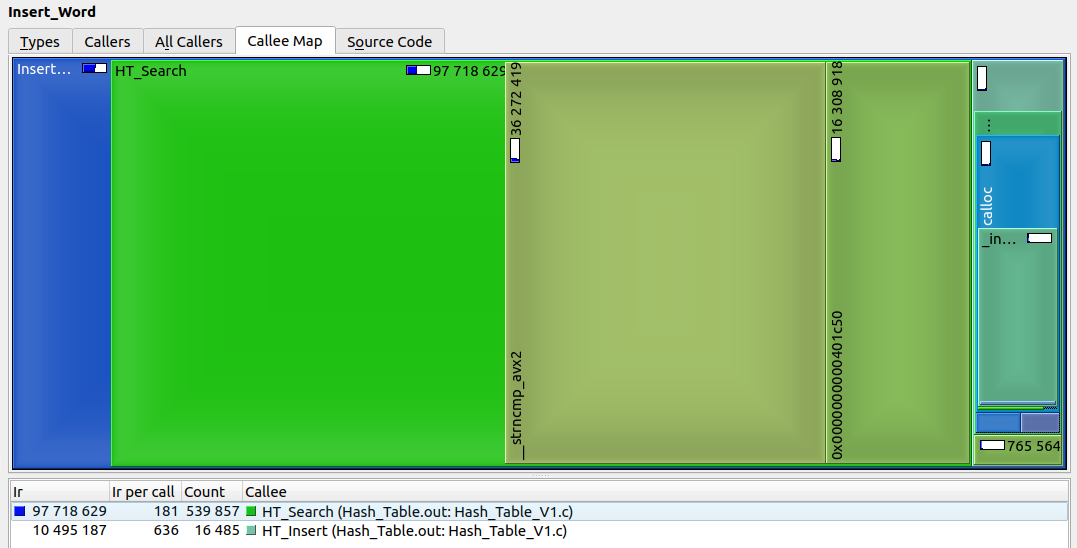 Insert_Word
Types Callers All Callers Callee Map Source Code
Insert... HT_Search 97 718 629
__strncmp_avx2 36 272 419
0x0000000000401c50 16 308 918
...
calloc
_in...
765 564
Ir Ir per call Count Callee
97 718 629 181 539 857 HT_Search (Hash_Table.out: Hash_Table_V1.c)
10 495 187 636 16 485 HT_Insert (Hash_Table.out: Hash_Table_V1.c)